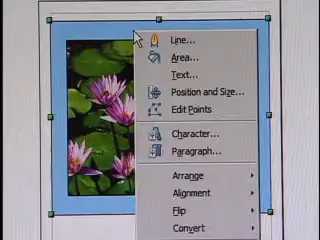 Line...
Area...
Text...
Position and Size...
Edit Points
Character...
Paragraph...
Arrange
Alignment
Flip
Convert